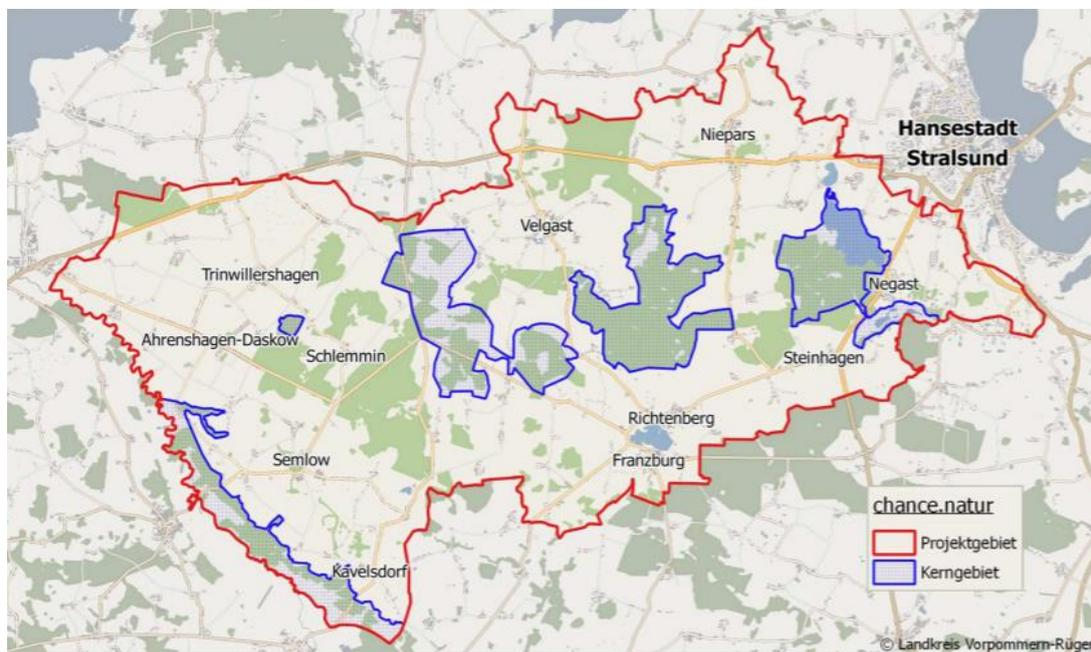 Hansestadt
Stralsund
Niepars
Velgast
Trinwillershagen
Negast
Ahrenshagen-Daskow
Schlemmin
Steinhagen
Richtenberg
Semlow
Franzburg
Kavelsdorf
chance.natur
Projektgebiet
Kerngebiet
© Landkreis Vorpommern-Rügen